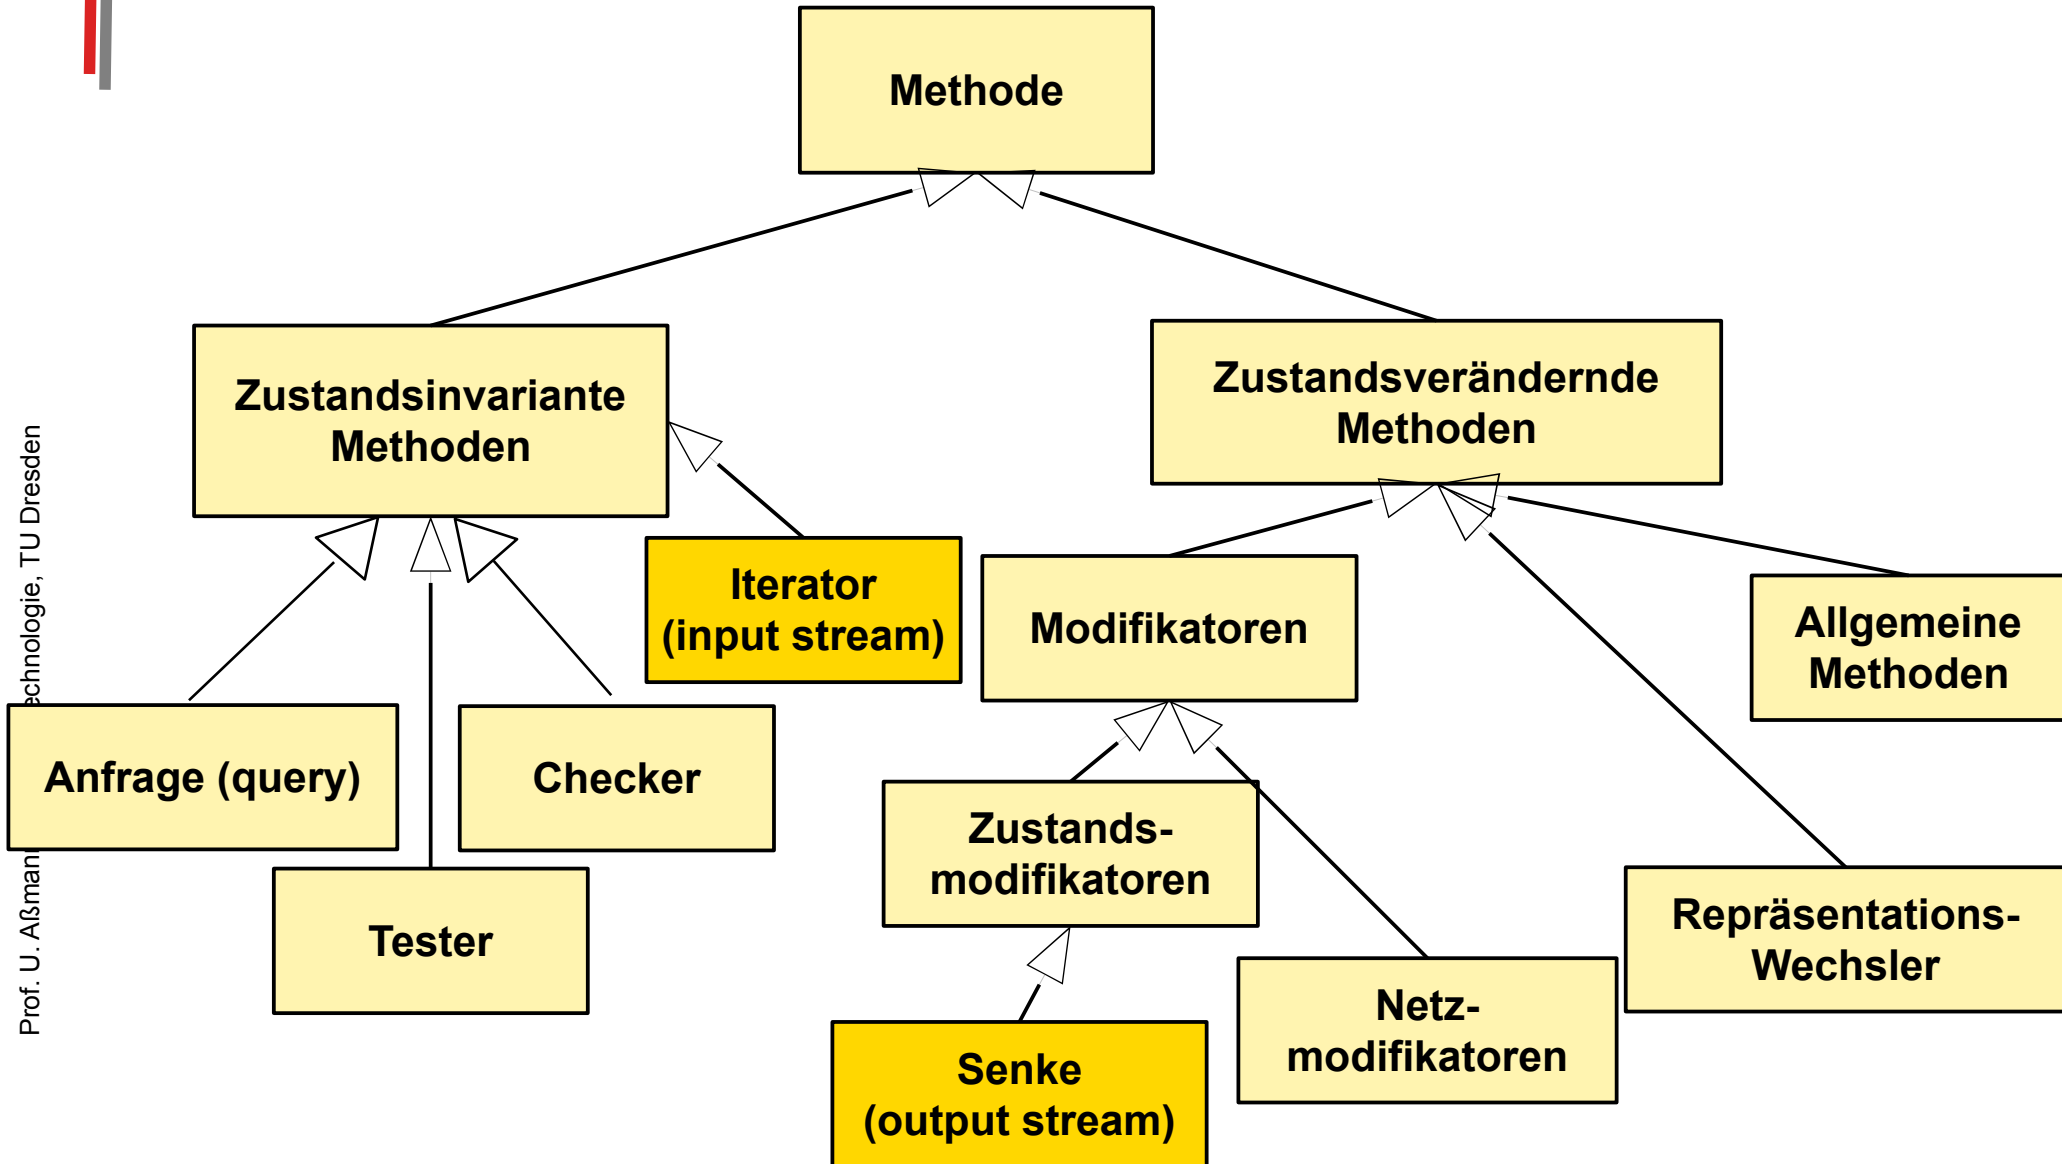 Methode
Zustandsinvariante
Methoden
Zustandsverändernde
Methoden
Iterator
(input stream)
Modifikatoren
Allgemeine
Methoden
Anfrage (query)
Checker
Zustands-
modifikatoren
Tester
Repräsentations-
Wechsler
Netz-
modifikatoren
Senke
(output stream)
Prof. U. Aßmann
echnologie, TU Dresden